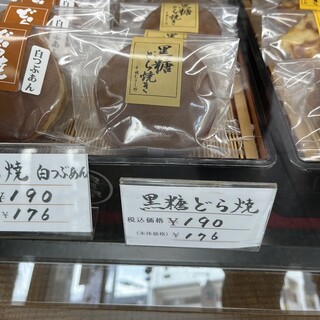 白つぶあん
黒糖
どら焼き
焼 白つぶあん
¥190
¥176
黒糖どら焼
税込価格 ¥190
(本体価格) ¥176